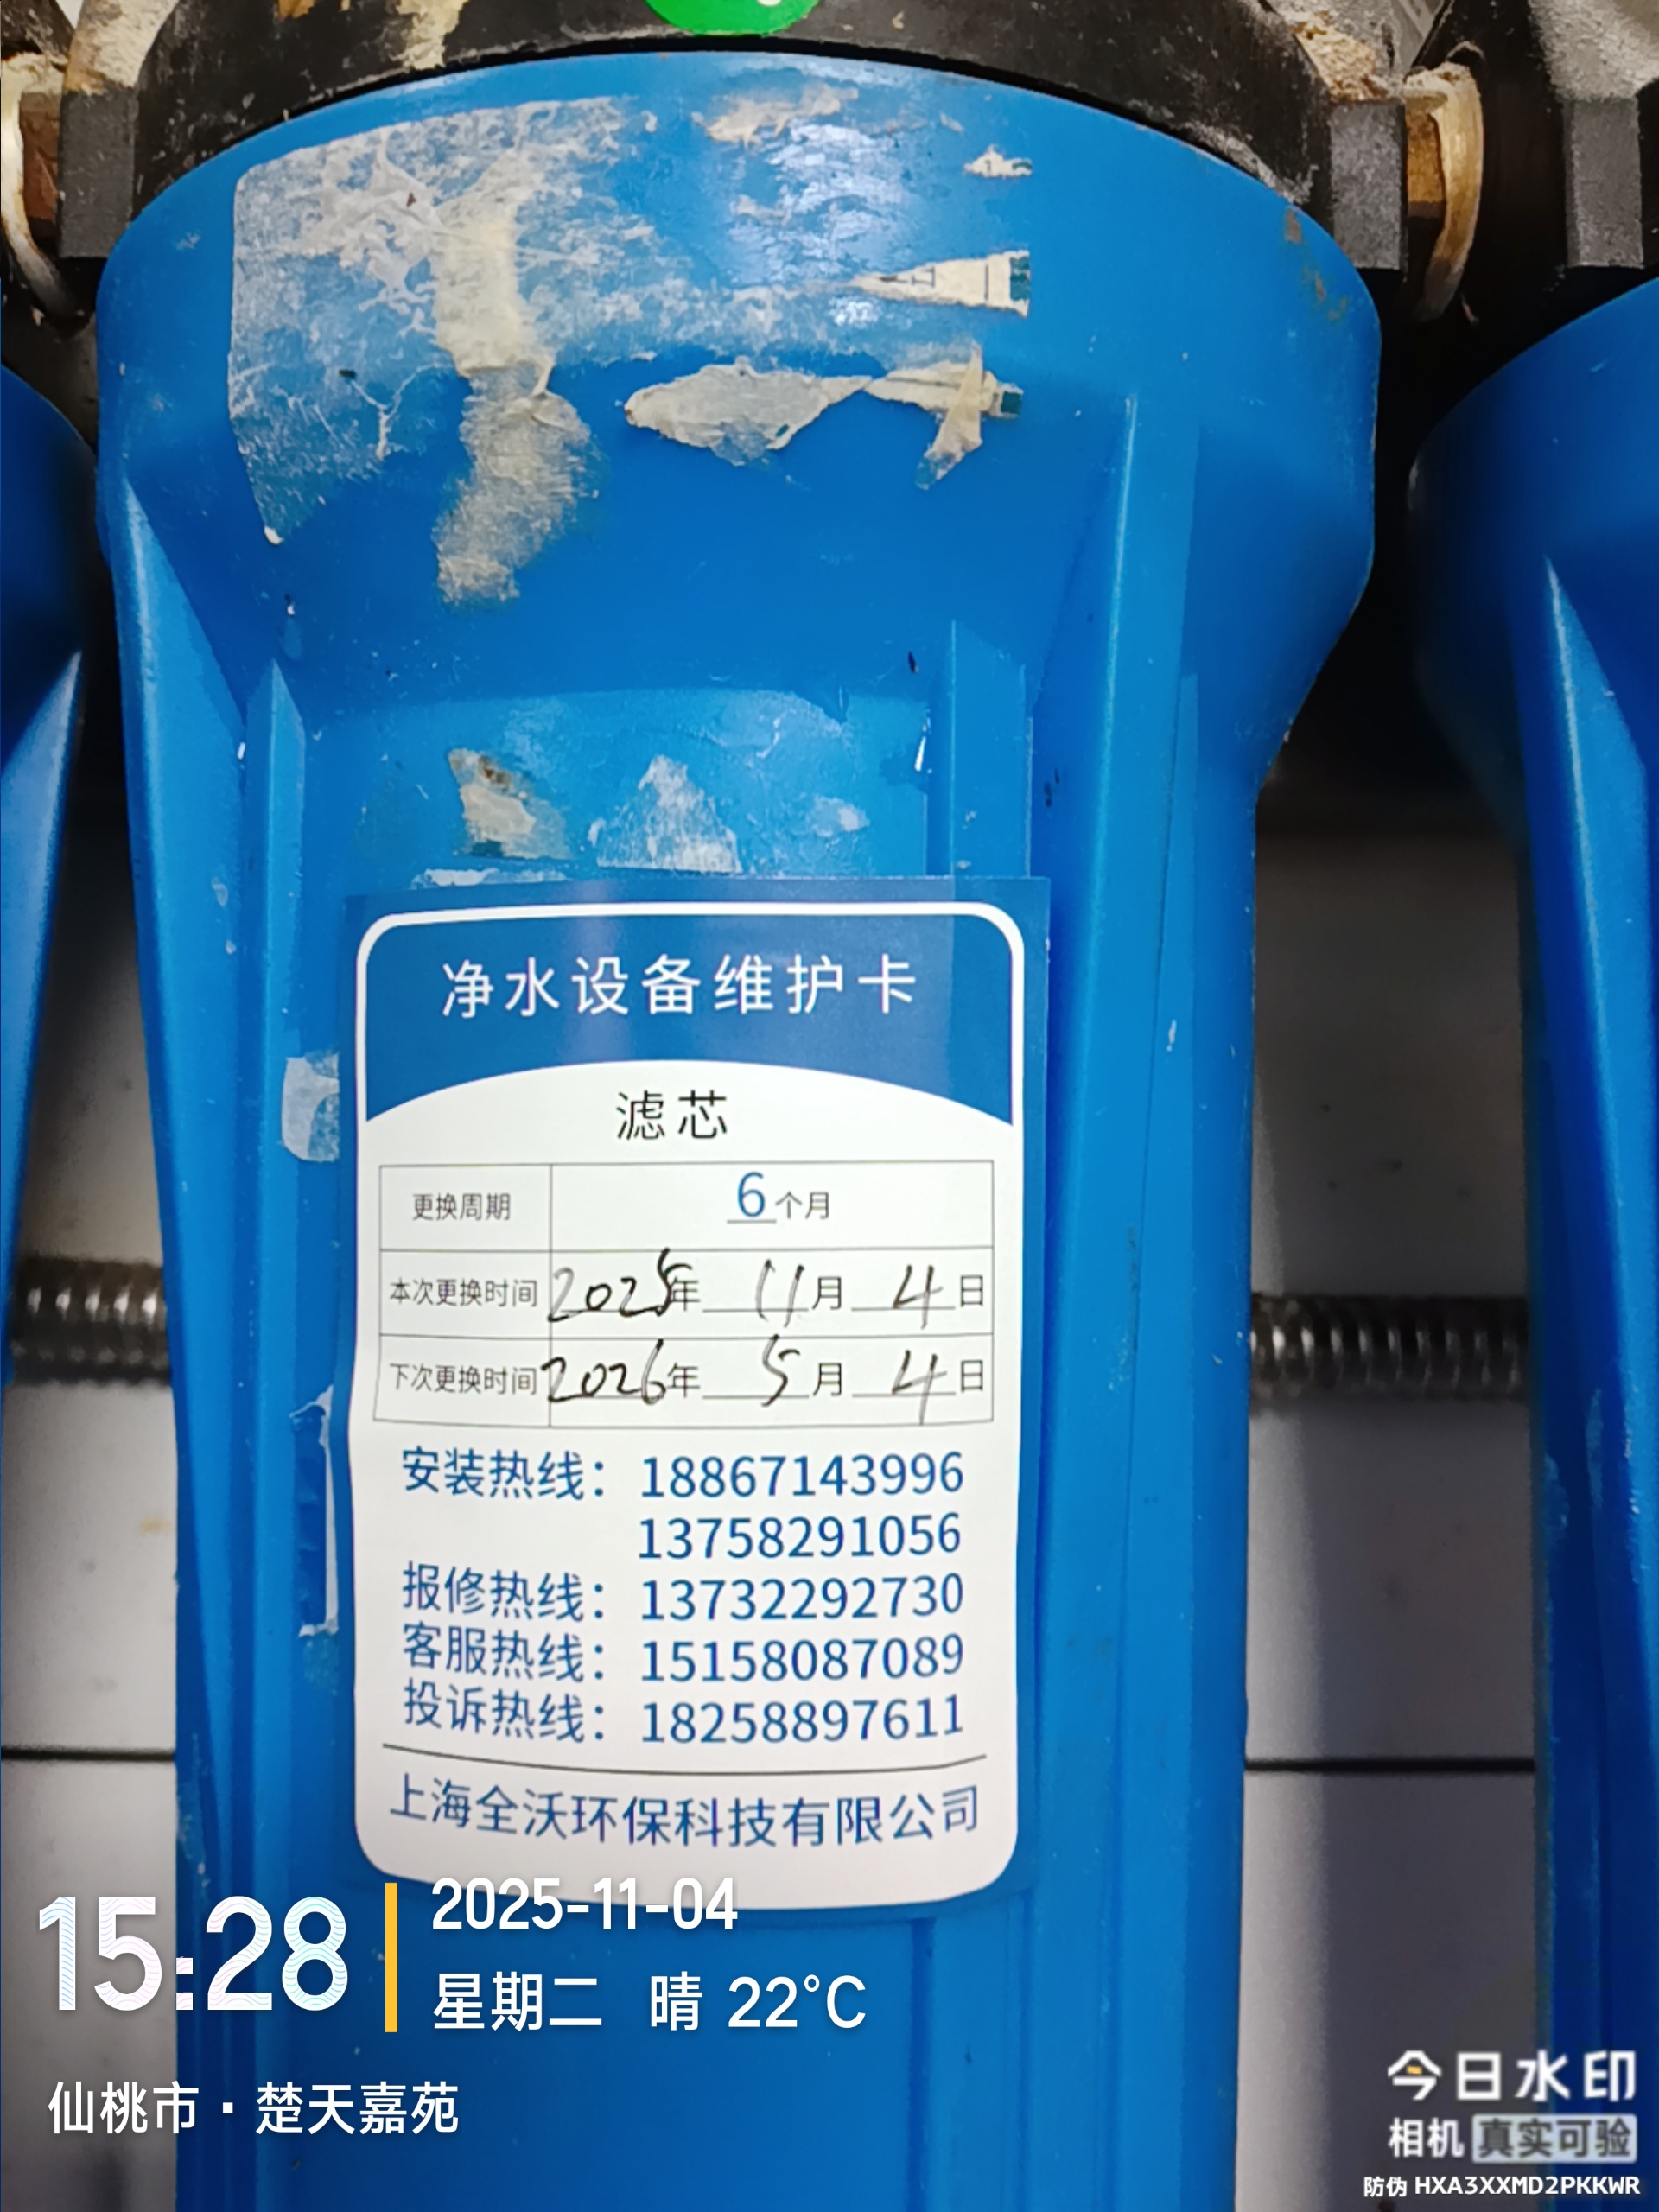 净水设备维护卡
滤芯
更换周期 6个月
本次更换时间 2025年 11月 4日
下次更换时间 2026年 5月 4日
安装热线：18867143996
13758291056
报修热线：13732292730
客服热线：15158087089
投诉热线：18258897611
上海全沃环保科技有限公司
15:28
2025-11-04
星期二 晴 22°C
仙桃市·楚天嘉苑
今日水印
相机 真实可验
防伪 HXA3XXMD2PKKWR